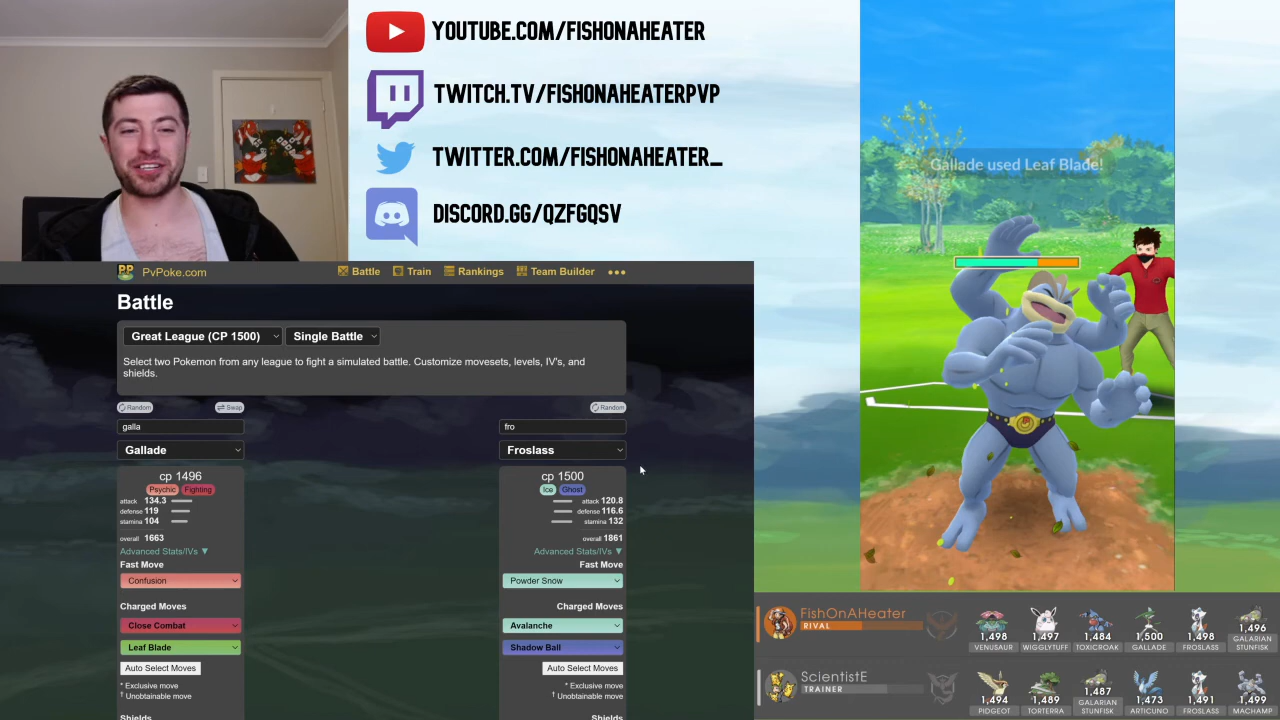 YOUTUBE.COM/FISHONAHEATER
TWITCH.TV/FISHONAHEATERPVP
TWITTER.COM/FISHONAHEATER_
DISCORD.GG/QZFGQSV
Gallade used Leaf Blade!
PP PvPoke.com
Battle Train Rankings Team Builder
Battle
Great League (CP 1500) Single Battle
Select two Pokemon from any league to fight a simulated battle. Customize movesets, levels, IV's, and
shields.
Random Swap Random
galla
fro
Gallade
Froslass
cp 1496
Psychic Fighting
attack 134.3
defense 119
stamina 104
overall 1663
Advanced Stats/IVs ▼
Fast Move
Confusion
Charged Moves
Close Combat
Leaf Blade
Auto Select Moves
* Exclusive move
† Unobtainable move
Shields
cp 1500
Ice Ghost
attack 120.8
defense 116.6
stamina 132
overall 1861
Advanced Stats/IVs ▼
Fast Move
Powder Snow
Charged Moves
Avalanche
Shadow Ball
Auto Select Moves
* Exclusive move
† Unobtainable move
Shields
FishOnAHeater
RIVAL
1,498 1,497 1,484 1,500 1,498 1,496
VENUSAUR WIGGLYTUFF TOXICROAK GALLADE FROSLASS GALARIAN STUNFISK
ScientistE
TRAINER
1,494 1,489 1,487 1,473 1,491 1,499
PIDGEOT TORTERRA GALARIAN STUNFISK ARTICUNO FROSLASS MACHAMP